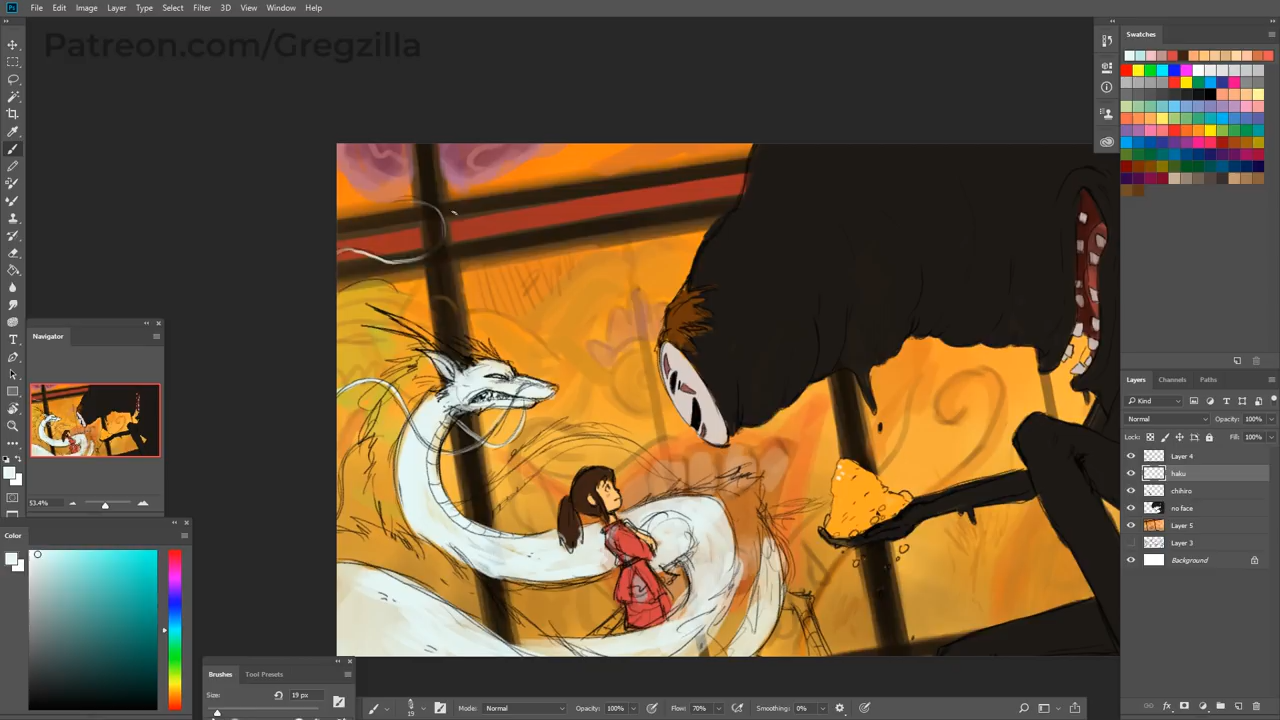 Ps File Edit Image Layer Type Select Filter 3D View Window Help
Patreon.com/Gregzilla
Swatches
Navigator
53.4%
Color
Brushes Tool Presets
Size: 19 px
19 Mode: Normal Opacity: 100% Flow: 70% Smoothing: 0%
Layers Channels Paths
Kind
Normal Opacity: 100%
Lock: Fill: 100%
Layer 4
haku
chihiro
no face
Layer 5
Layer 3
Background